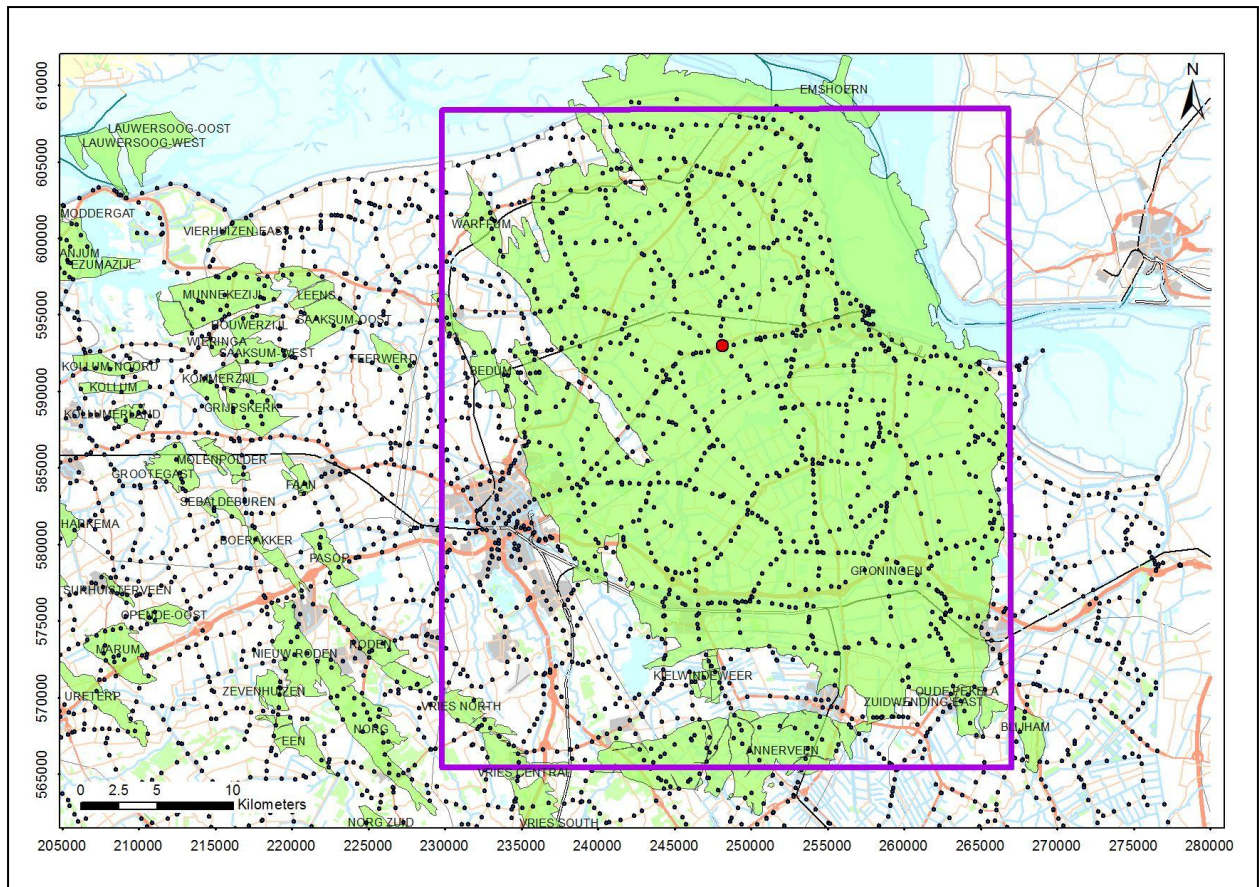 N
EMSHOERN
LAUWERSOOG-OOST
LAUWERSOOG-WEST
MODDERGAT
VIERHUIZEN-EAST
WARFFUM
ANJUM
EZUMAZIJL
MUNNEKEZIJL
LEENS
HOUWERZIJL
SAAKSUM-OOST
WIERINGA
SAAKSUM-WEST
FEERWERD
KOLLUM-NOORD
KOMMERZIJL
BEDUM
KOLLUM
GRIJPSKERK
KOLLUMERLAND
MOLENPOLDER
GROOTEGAST
FAAN
SEBALDEBUREN
HARKEMA
BOERAKKER
PASOP
GRONINGEN
SURHUISTERVEEN
OPENDE-OOST
MARUM
RODEN
NIEUW-RODEN
KIELWINDEWEER
URETERP
ZEVENHUIZEN
OUDE PEKELA
ZUIDWENDING-EAST
VRIES NORTH
NORG
EEN
BLIJHAM
ANNERVEEN
VRIES CENTRAL
NORG ZUID
VRIES SOUTH
0 2.5 5 10
Kilometers
610000
605000
600000
595000
590000
585000
580000
575000
570000
565000
205000 210000 215000 220000 225000 230000 235000 240000 245000 250000 255000 260000 265000 270000 275000 280000